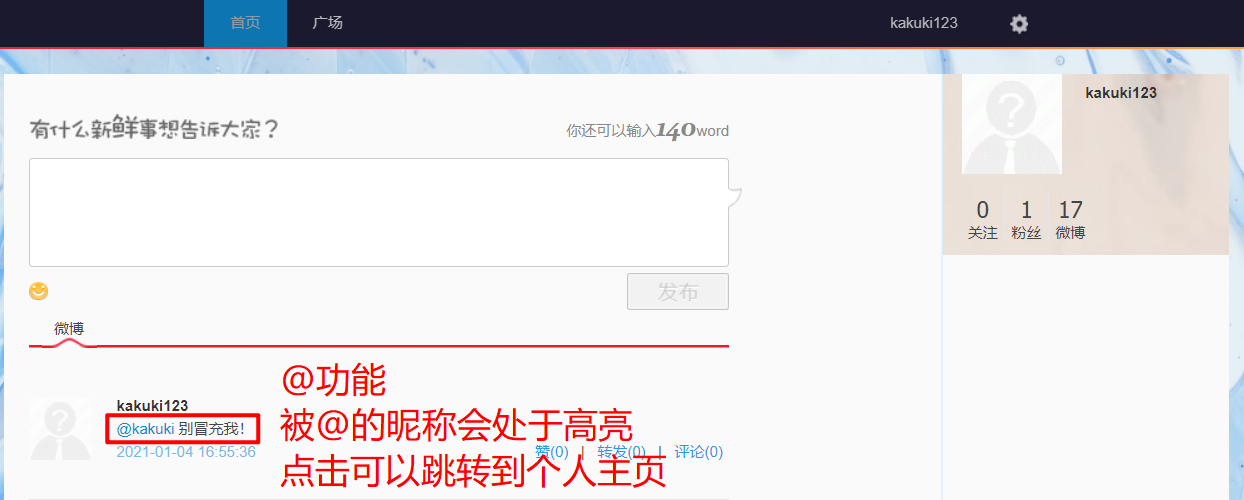 首页 广场 kakuki123
kakuki123
有什么新鲜事想告诉大家？ 你还可以输入140word
0 1 17
关注 粉丝 微博
发布
微博
@功能
kakuki123
被@的昵称会处于高亮
@kakuki 别冒充我！
2021-01-04 16:55:36 赞(0) | 转发(0) | 评论(0)
点击可以跳转到个人主页